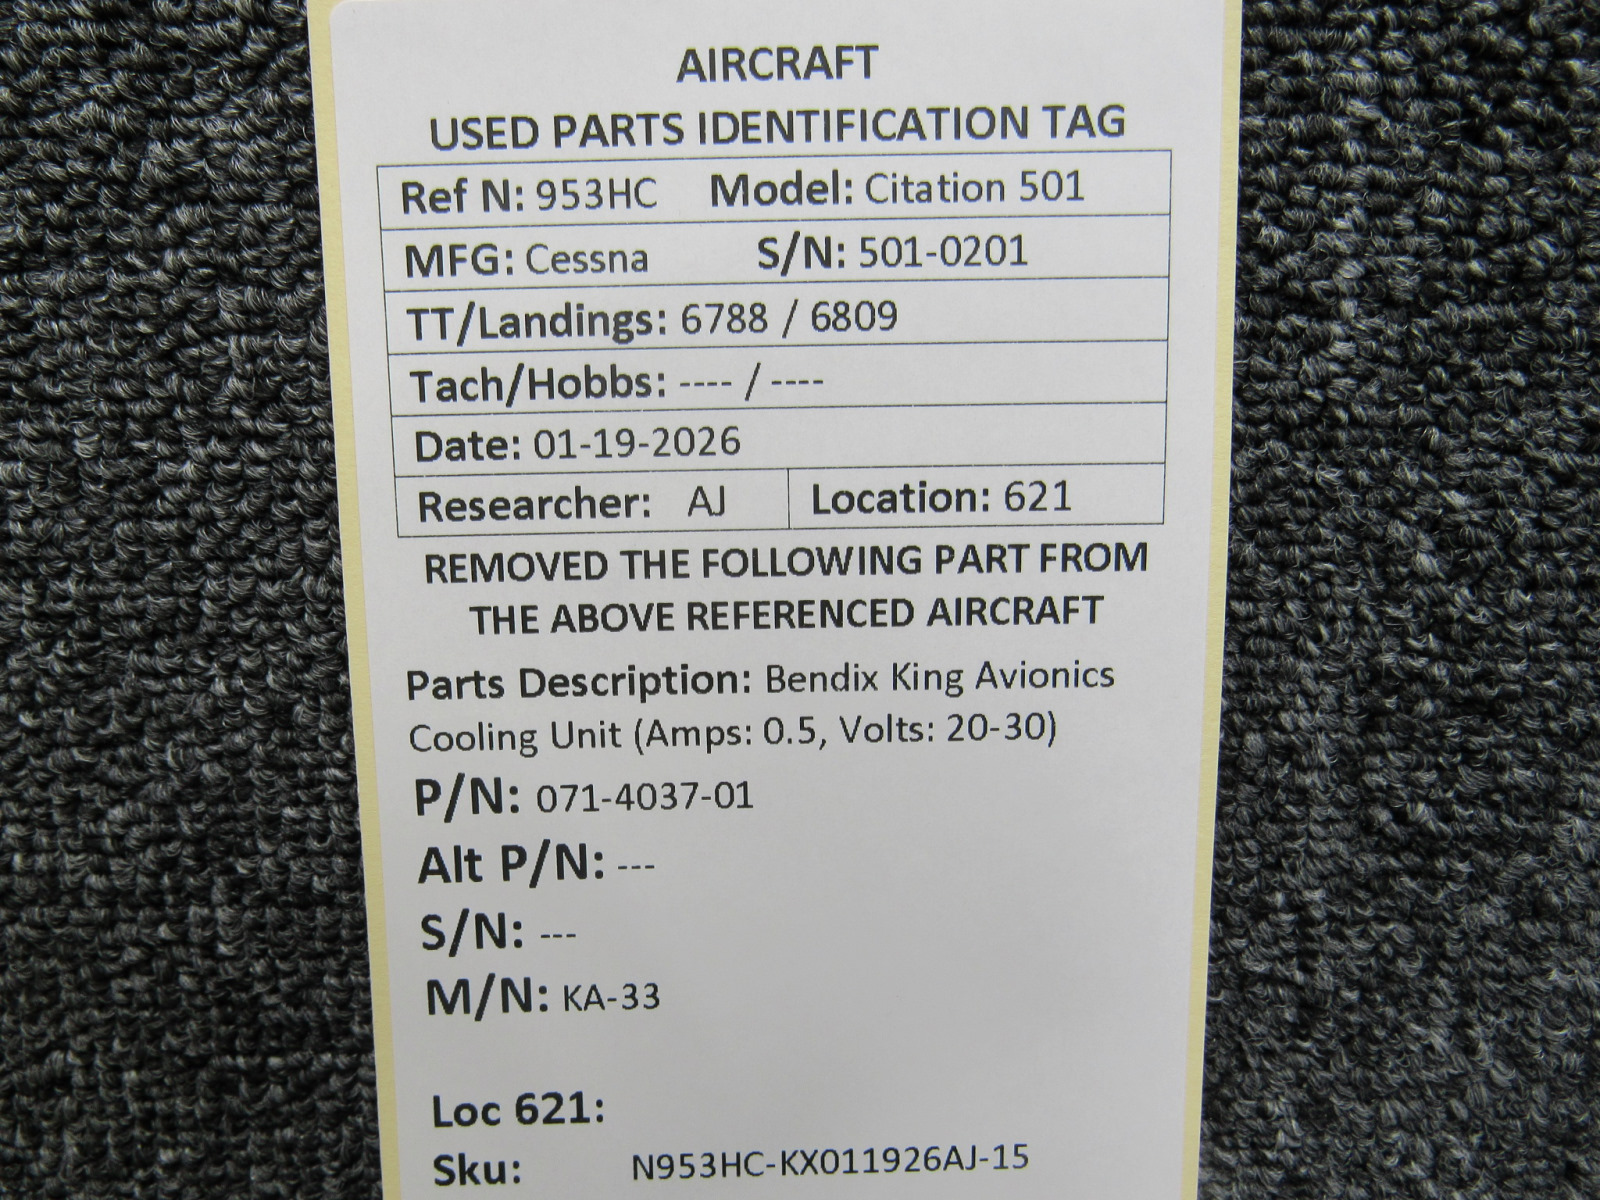 AIRCRAFT
USED PARTS IDENTIFICATION TAG
Ref N: 953HC Model: Citation 501
MFG: Cessna S/N: 501-0201
TT/Landings: 6788 / 6809
Tach/Hobbs: ---- / ----
Date: 01-19-2026
Researcher: AJ Location: 621
REMOVED THE FOLLOWING PART FROM
THE ABOVE REFERENCED AIRCRAFT
Parts Description: Bendix King Avionics
Cooling Unit (Amps: 0.5, Volts: 20-30)
P/N: 071-4037-01
Alt P/N: ---
S/N: ---
M/N: KA-33
Loc 621:
Sku: N953HC-KX011926AJ-15